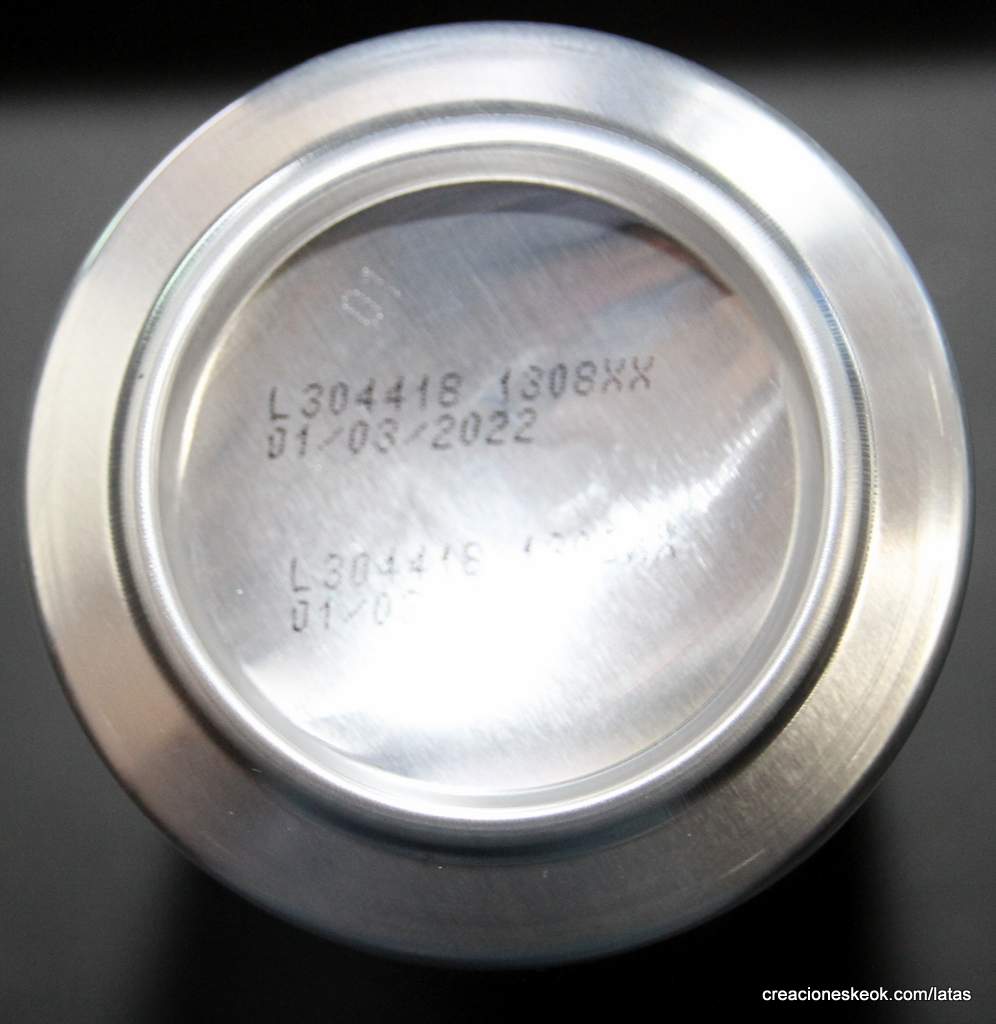 01
L304418 1308XX
01/03/2022
L304418
creacioneskeok.com/latas